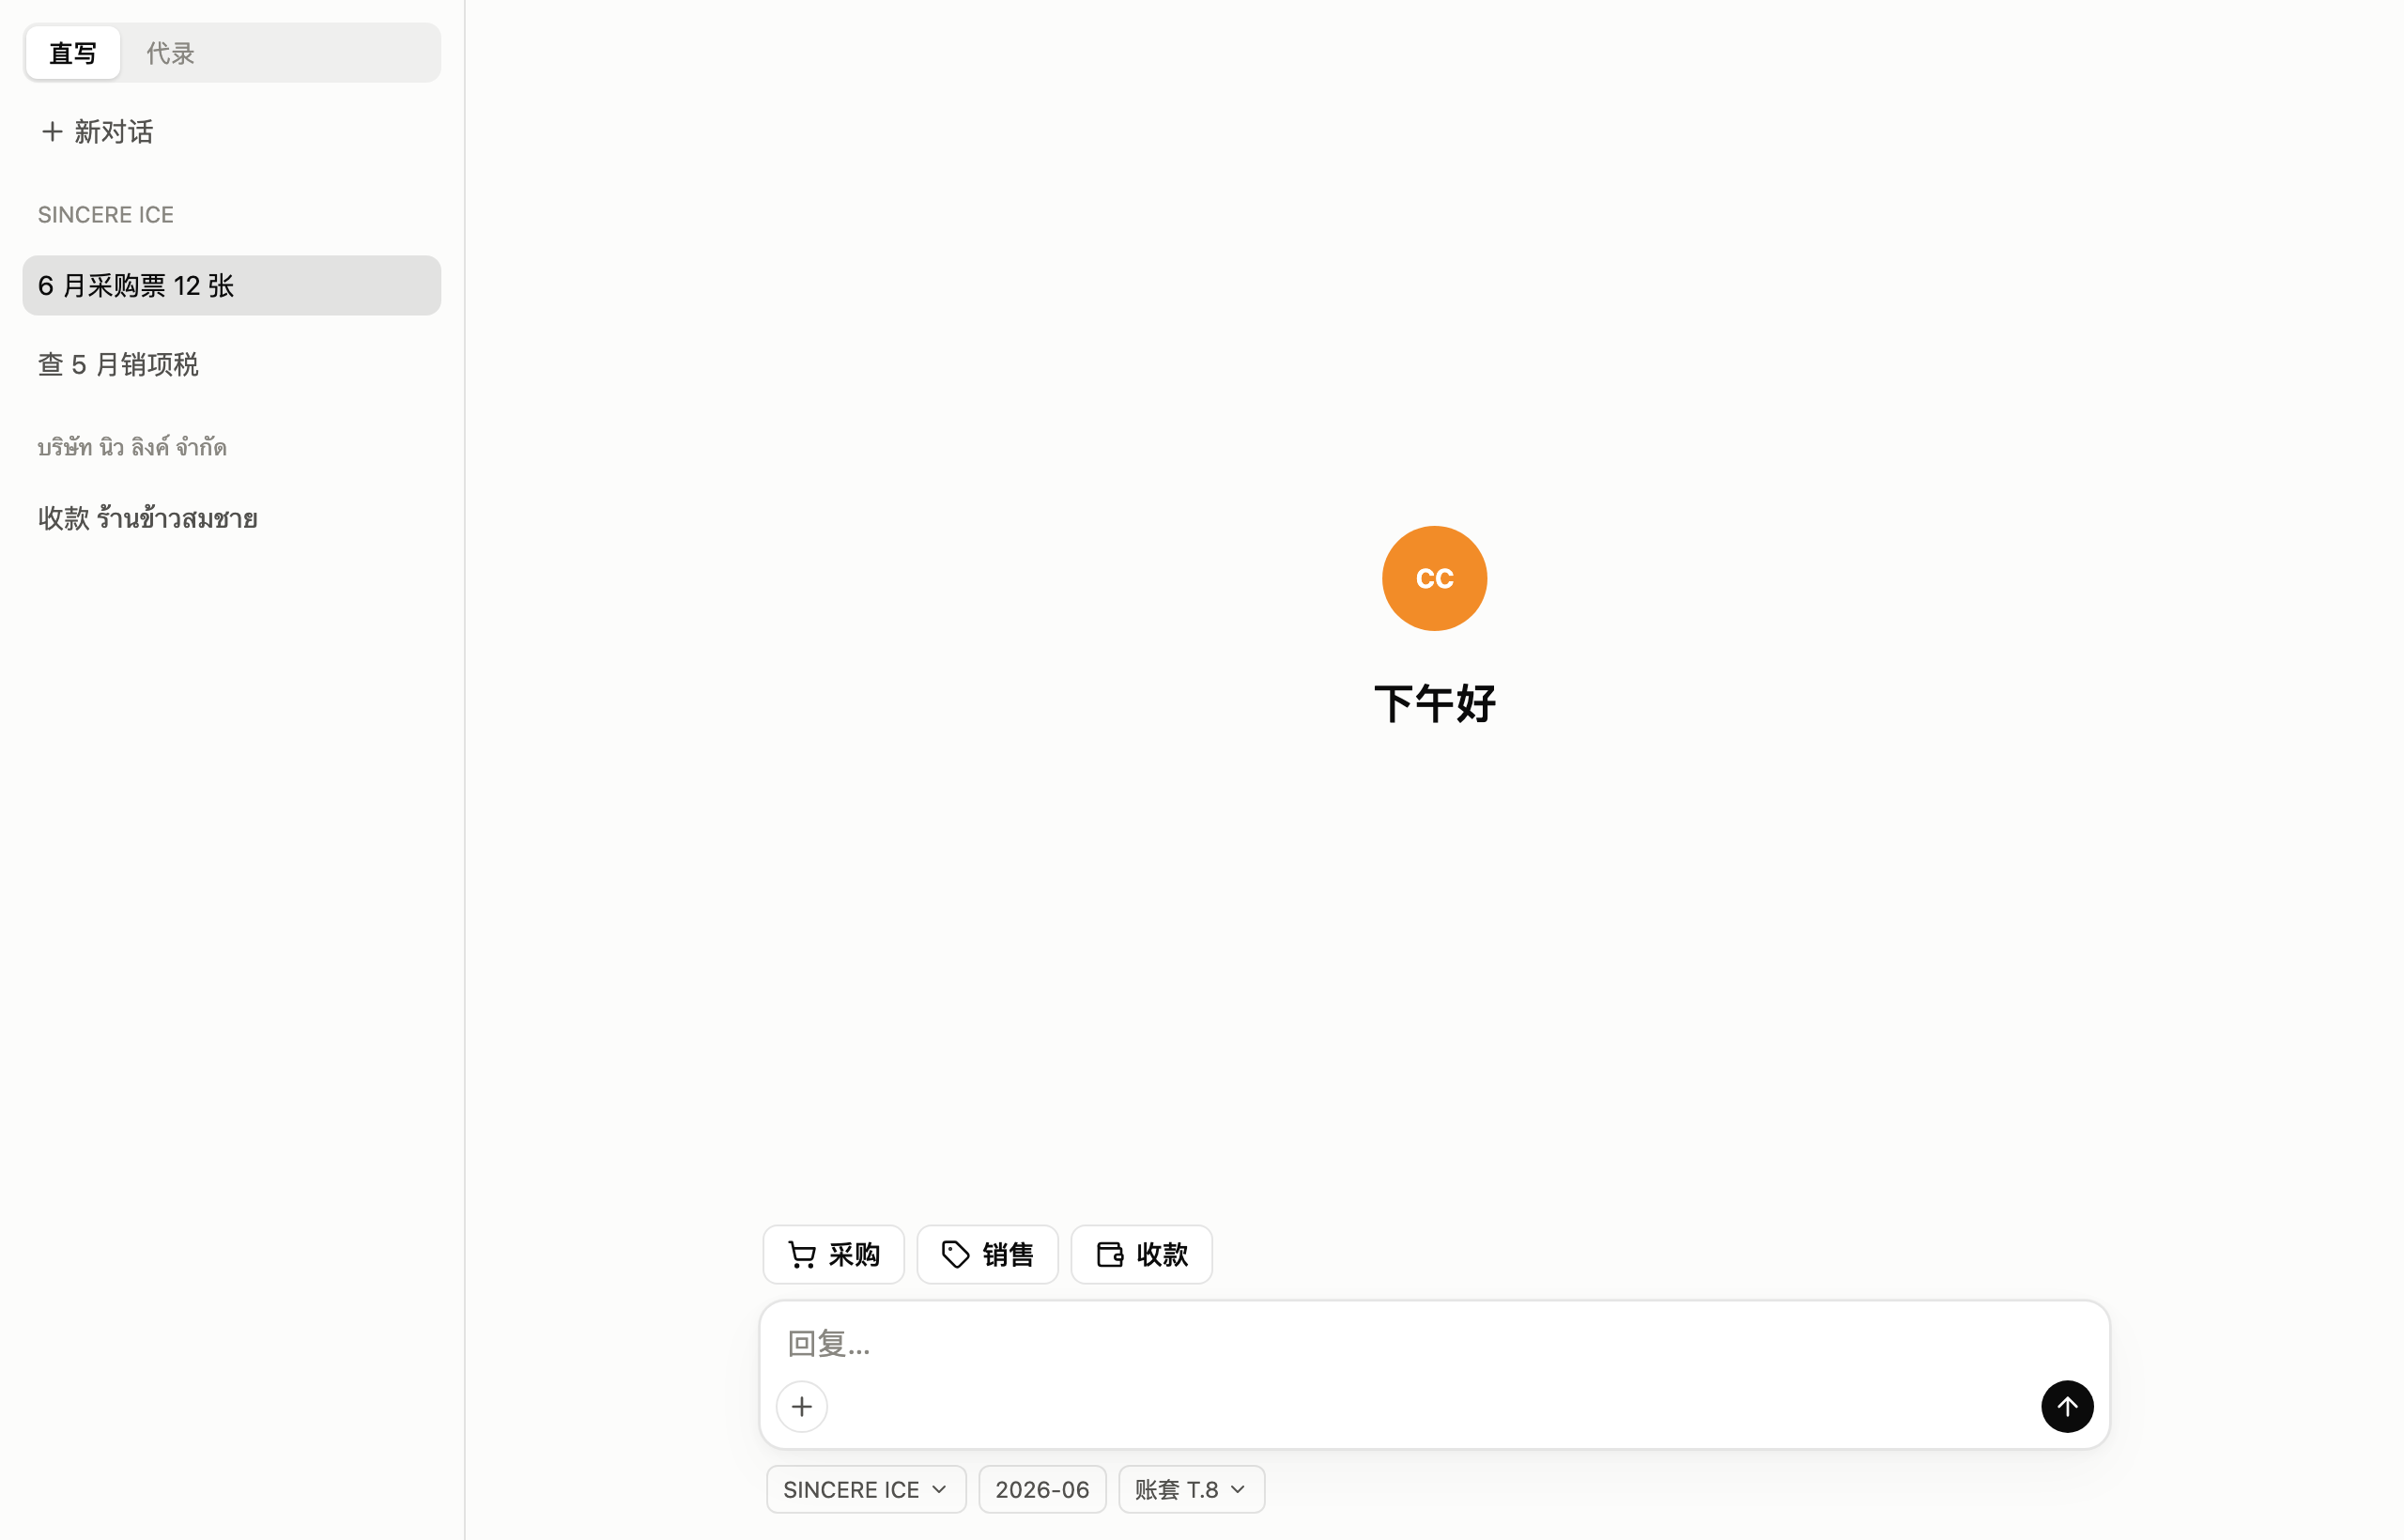 直写 代录
新对话
SINCERE ICE
6 月采购票 12 张
查 5 月销项税
บริษัท นิว ลิงค์ จำกัด
收款 ร้านข้าวสมชาย
CC
下午好
采购 销售 收款
回复...
SINCERE ICE 2026-06 账套 T.8